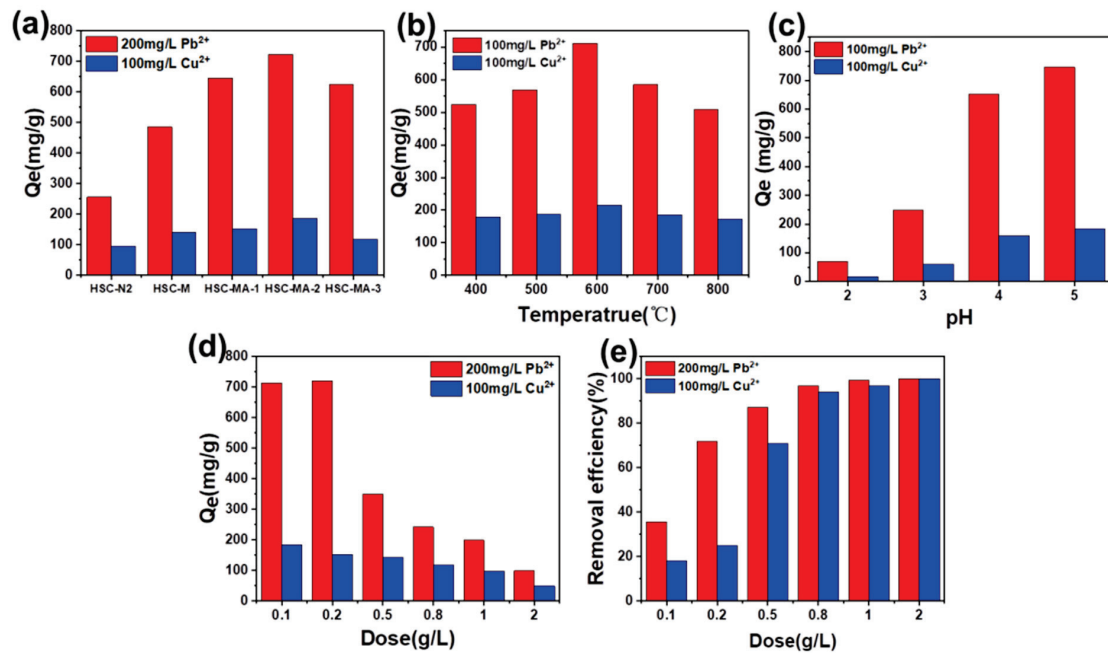 (a)
800
700
600
500
400
300
200
100
0
Qe(mg/g)
200mg/L Pb²⁺
100mg/L Cu²⁺
HSC-N2 HSC-M HSC-MA-1 HSC-MA-2 HSC-MA-3
(b)
700
600
500
400
300
200
100
0
Qe(mg/g)
100mg/L Pb²⁺
100mg/L Cu²⁺
400 500 600 700 800
Temperatrue(℃)
(c)
800
700
600
500
400
300
200
100
0
Qe (mg/g)
100mg/L Pb²⁺
100mg/L Cu²⁺
2 3 4 5
pH
(d)
800
700
600
500
400
300
200
100
0
Qe(mg/g)
200mg/L Pb²⁺
100mg/L Cu²⁺
0.1 0.2 0.5 0.8 1 2
Dose(g/L)
(e)
100
80
60
40
20
0
Removal effciency(%)
200mg/L Pb²⁺
100mg/L Cu²⁺
0.1 0.2 0.5 0.8 1 2
Dose(g/L)